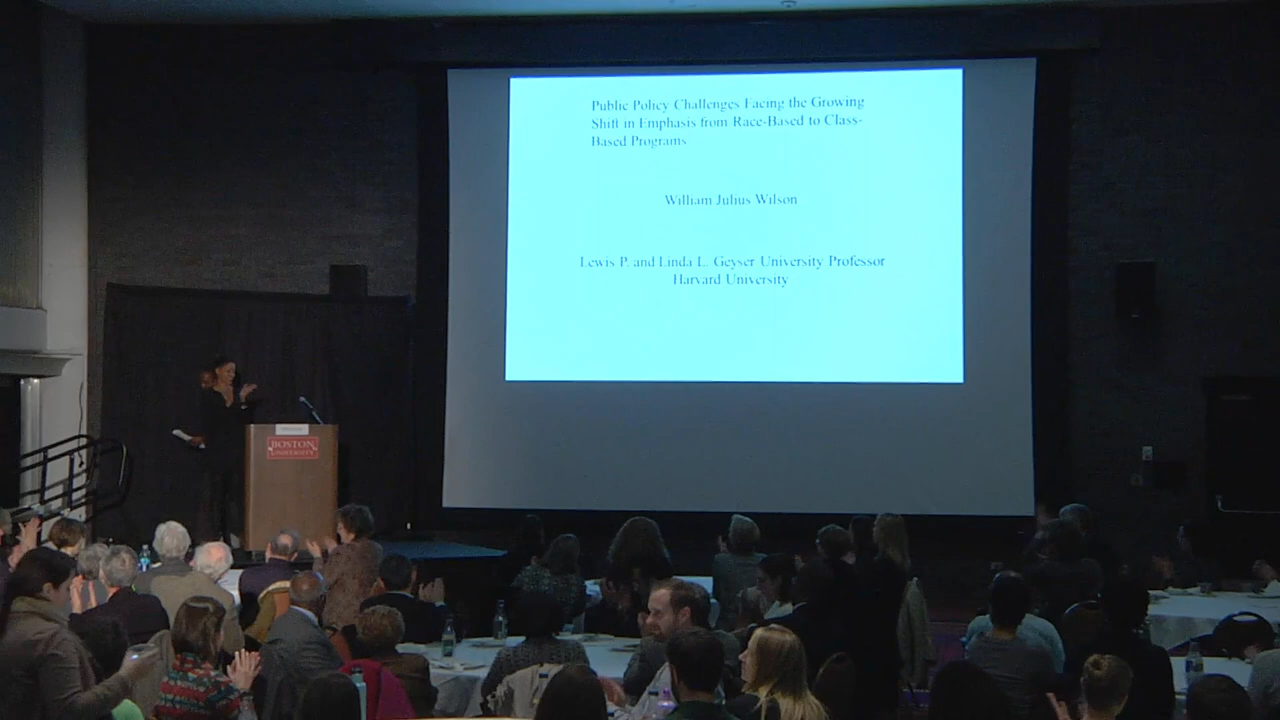 Public Policy Challenges Facing the Growing
Shift in Emphasis from Race-Based to Class-
Based Programs
William Julius Wilson
Lewis P. and Linda L. Geyser University Professor
Harvard University
BOSTON
UNIVERSITY